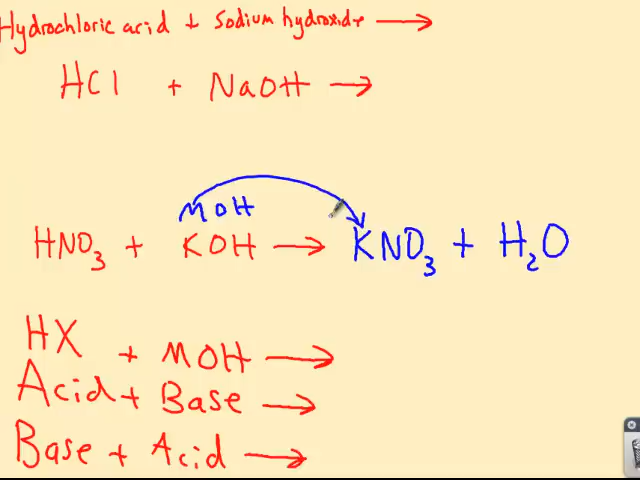 Hydrochloric acid + Sodium hydroxide →
HCl + NaOH →
MOH
HNO₃ + KOH → KNO₃ + H₂O
HX + MOH →
Acid + Base →
Base + Acid →